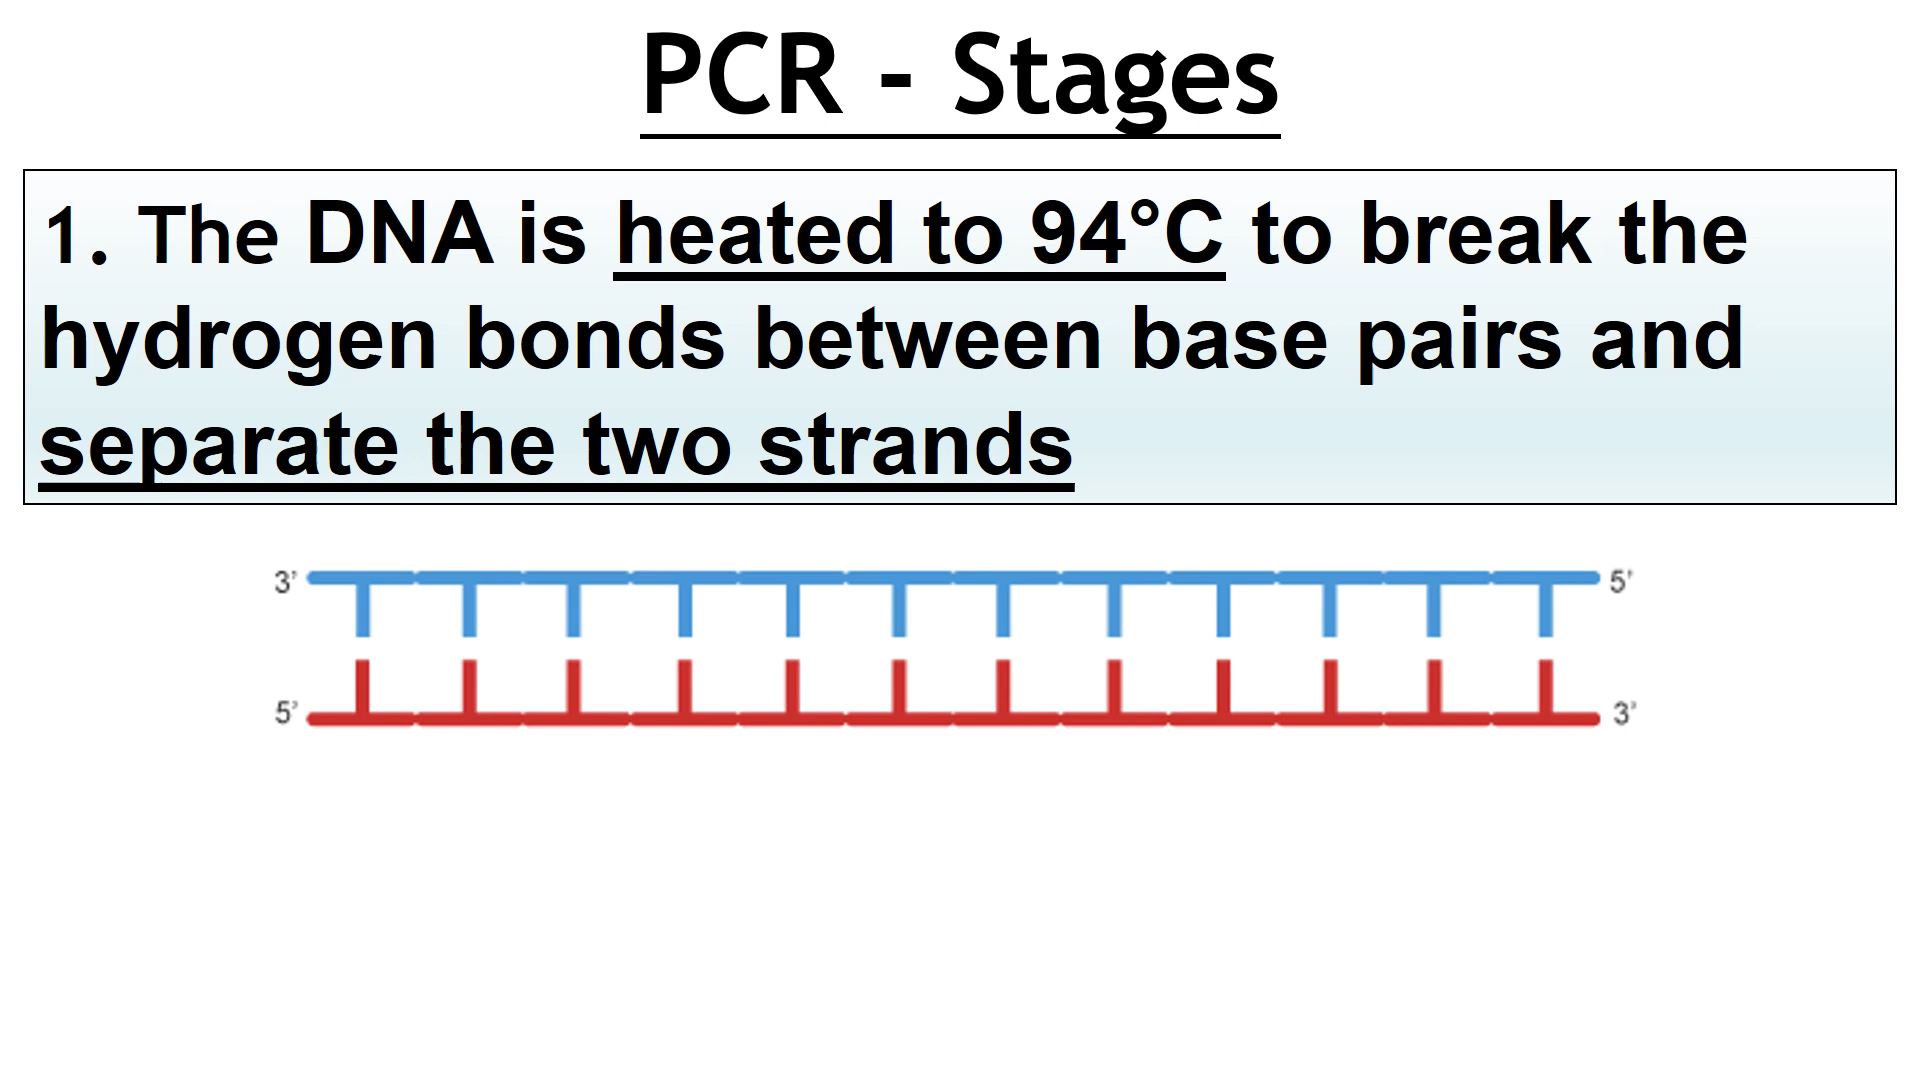 PCR - Stages
1. The DNA is heated to 94°C to break the
hydrogen bonds between base pairs and
separate the two strands
3’ 5’
5’ 3’